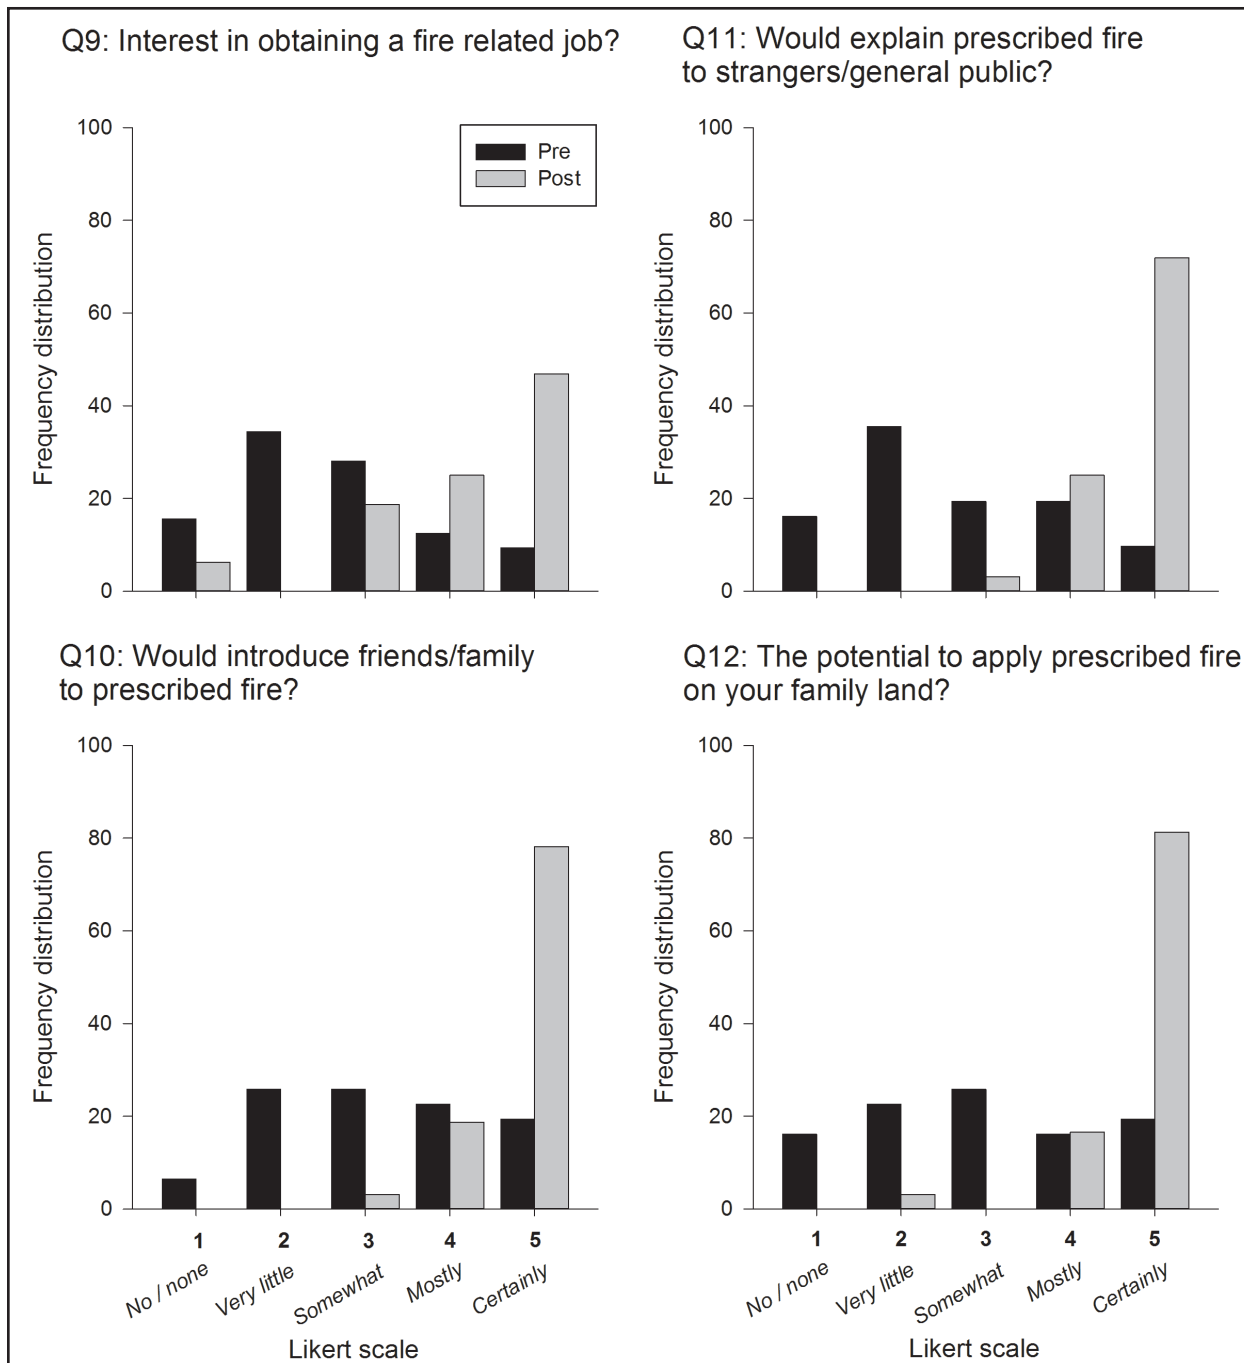 Q9: Interest in obtaining a fire related job?
100
80
60
40
20
0
Frequency distribution
Pre
Post
Q11: Would explain prescribed fire
to strangers/general public?
100
80
60
40
20
0
Frequency distribution
Q10: Would introduce friends/family
to prescribed fire?
100
80
60
40
20
0
Frequency distribution
1 2 3 4 5
No / none Very little Somewhat Mostly Certainly
Likert scale
Q12: The potential to apply prescribed fire
on your family land?
100
80
60
40
20
0
Frequency distribution
1 2 3 4 5
No / none Very little Somewhat Mostly Certainly
Likert scale